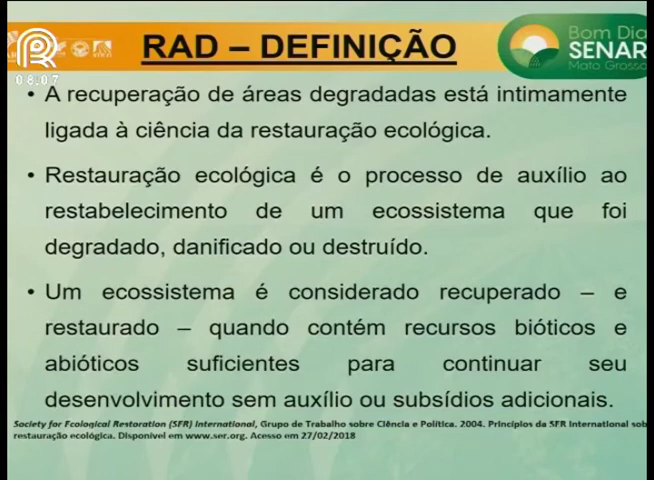 RAD – DEFINIÇÃO
Bom Dia
SENAR
Mato Grosso
08:07
• A recuperação de áreas degradadas está intimamente
ligada à ciência da restauração ecológica.
• Restauração ecológica é o processo de auxílio ao
restabelecimento de um ecossistema que foi
degradado, danificado ou destruído.
• Um ecossistema é considerado recuperado – e
restaurado – quando contém recursos bióticos e
abióticos suficientes para continuar seu
desenvolvimento sem auxílio ou subsídios adicionais.
Society for Ecological Restoration (SER) International, Grupo de Trabalho sobre Ciência e Política. 2004. Princípios da SER International sob
restauração ecológica. Disponível em www.ser.org. Acesso em 27/02/2018